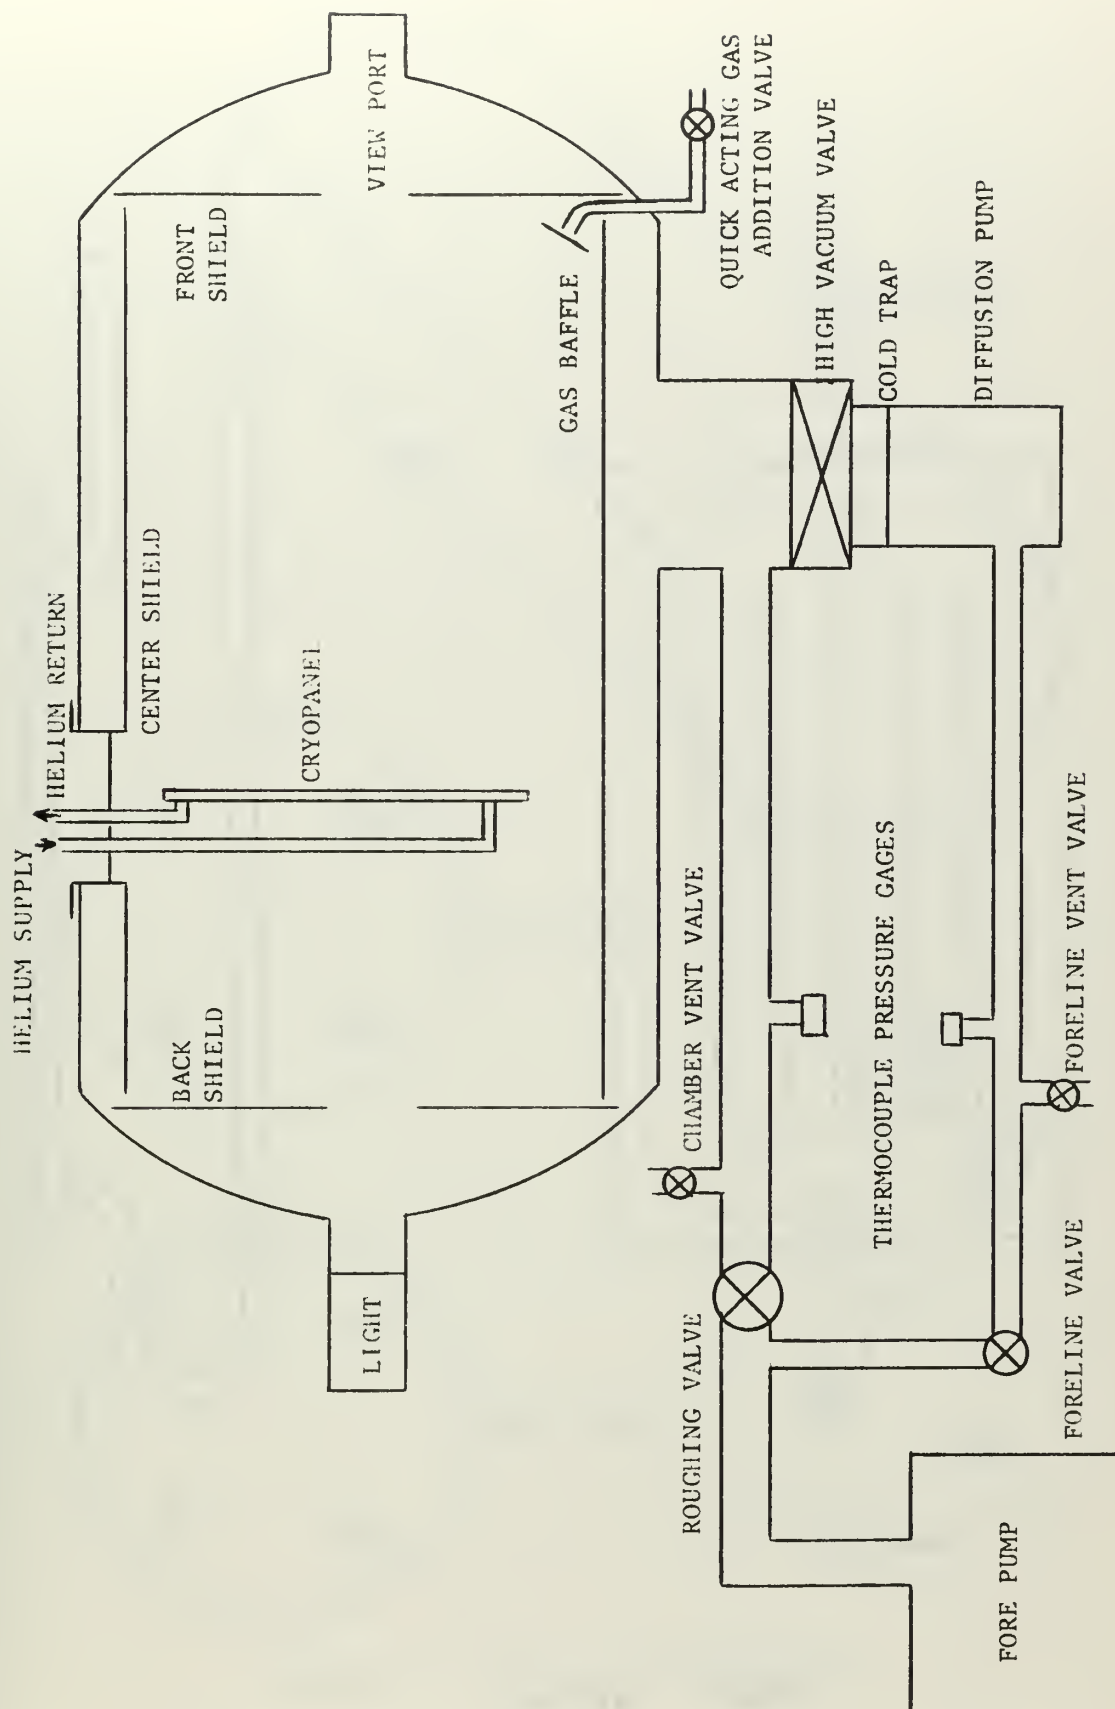 HELIUM SUPPLY
HELIUM RETURN
BACK
SHIELD
CENTER SHIELD
FRONT
SHIELD
CRYOPANEL
LIGHT
VIEW PORT
GAS BAFFLE
QUICK ACTING GAS
ADDITION VALVE
CHAMBER VENT VALVE
ROUGHING VALVE
HIGH VACUUM VALVE
COLD TRAP
THERMOCOUPLE PRESSURE GAGES
DIFFUSION PUMP
FORE PUMP
FORELINE VALVE
FORELINE VENT VALVE